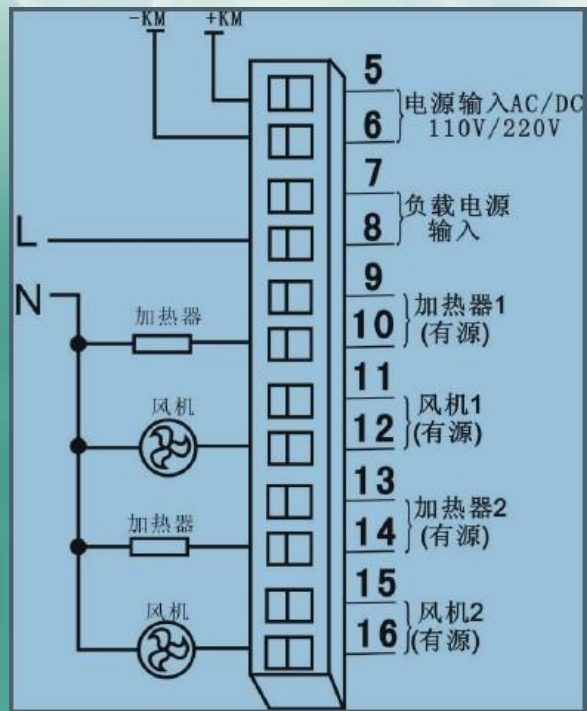 -KM +KM
5
电源输入AC/DC
6
110V/220V
7
负载电源
L
8
输入
N
9
加热器
加热器1
10
(有源)
11
风机
风机1
12
(有源)
13
加热器
加热器2
14
(有源)
15
风机
风机2
16
(有源)